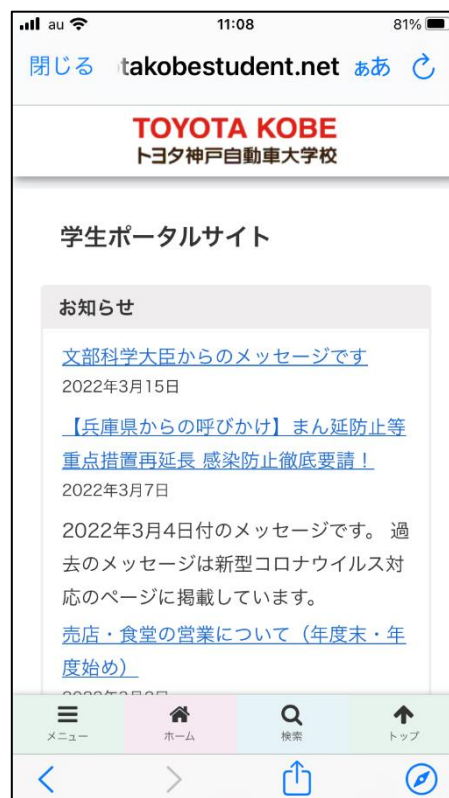 au 11:08 81%
閉じる takobestudent.net ぁあ
TOYOTA KOBE
トヨタ神戸自動車大学校
学生ポータルサイト
お知らせ
文部科学大臣からのメッセージです
2022年3月15日
【兵庫県からの呼びかけ】まん延防止等
重点措置再延長 感染防止徹底要請！
2022年3月7日
2022年3月4日付のメッセージです。 過
去のメッセージは新型コロナウイルス対
応のページに掲載しています。
売店・食堂の営業について（年度末・年
度始め）
メニュー ホーム 検索 トップ